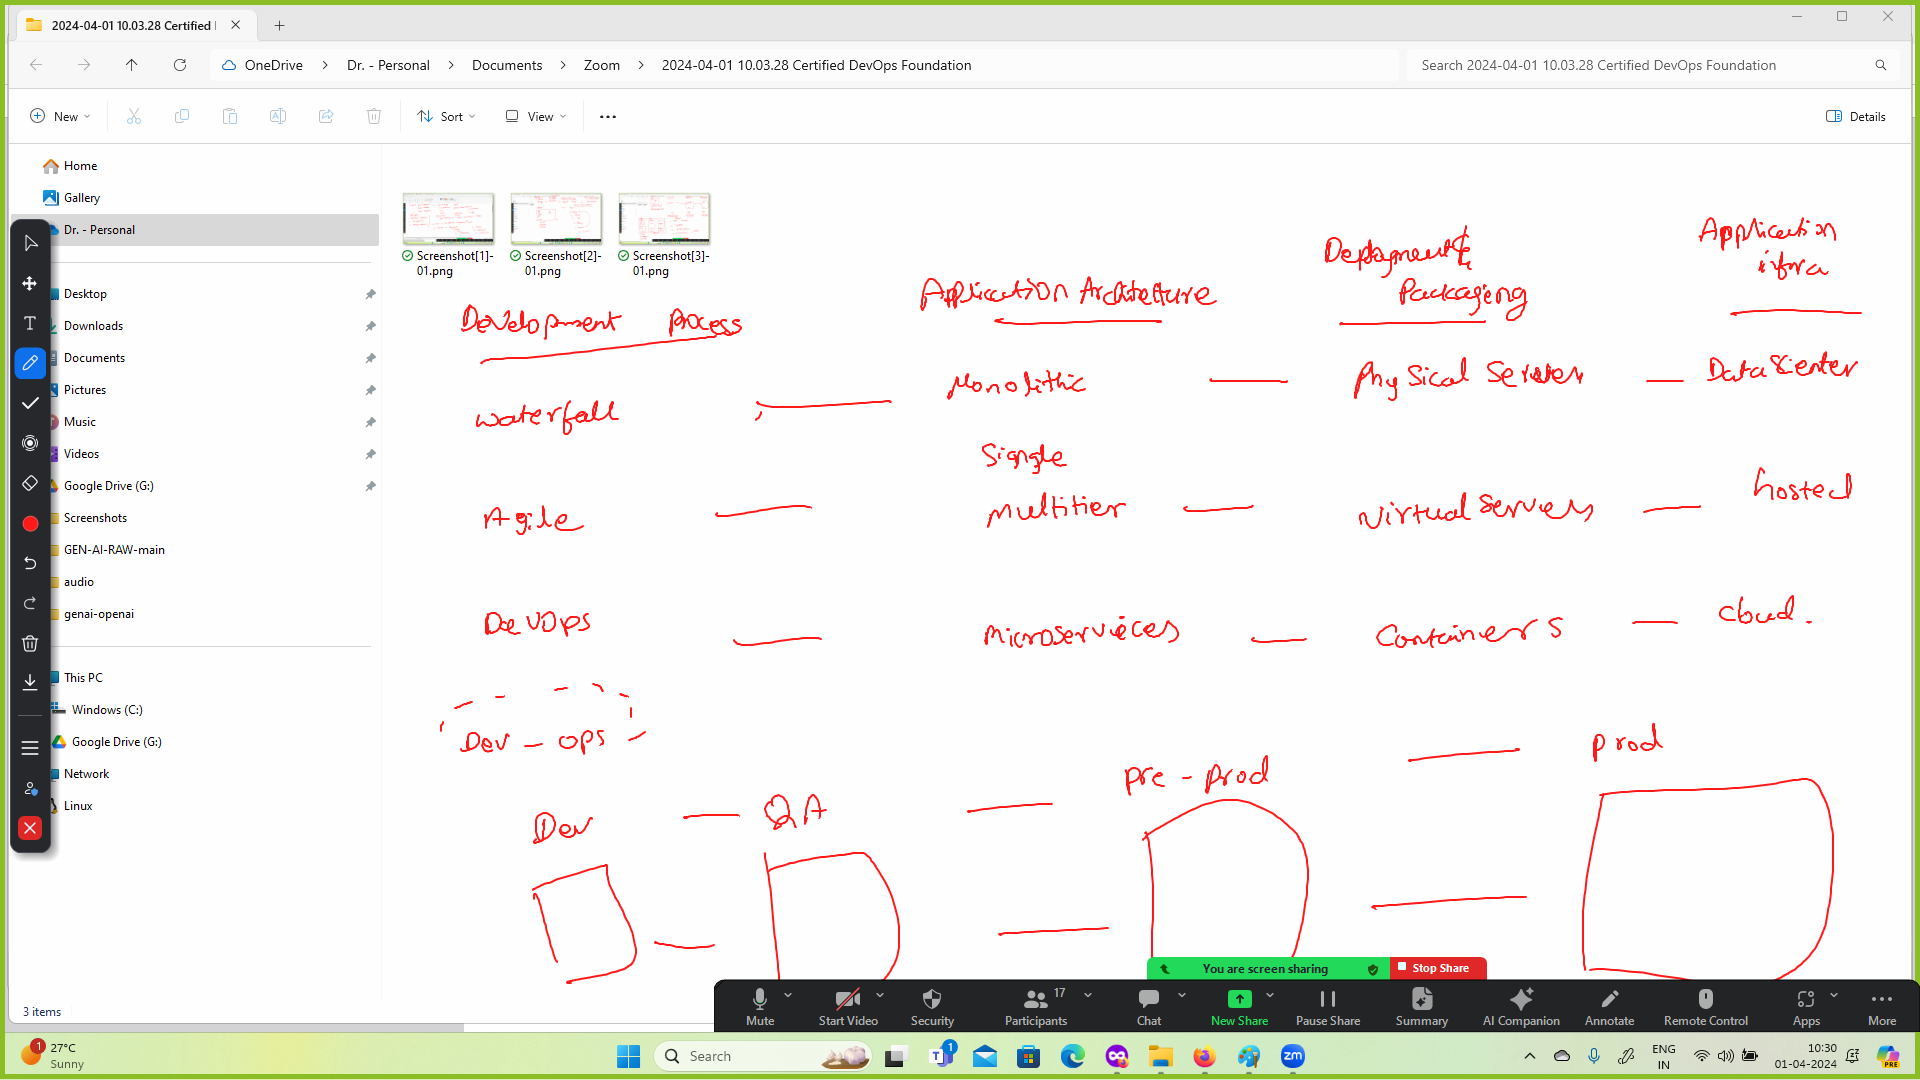 2024-04-01 10.03.28 Certified
OneDrive > Dr. - Personal > Documents > Zoom > 2024-04-01 10.03.28 Certified DevOps Foundation
Search 2024-04-01 10.03.28 Certified DevOps Foundation
New
Sort
View
Details
Home
Gallery
Dr. - Personal
Desktop
Downloads
Documents
Pictures
Music
Videos
Google Drive (G:)
Screenshots
GEN-AI-RAW-main
audio
genai-openai
This PC
Windows (C:)
Google Drive (G:)
Network
Linux
3 items
Screenshot[1]-
01.png
Screenshot[2]-
01.png
Screenshot[3]-
01.png
Development Process
Application Architecture
Deployment &
Packaging
Application
infra
Waterfall
Monolithic
Physical Server
Data Center
Single
Agile
Multitier
Virtual Servers
hosted
DevOps
Microservices
Containers
cloud.
Dev - ops
Dev
QA
Pre - prod
prod
You are screen sharing
Stop Share
Mute
Start Video
Security
Participants
17
Chat
New Share
Pause Share
Summary
AI Companion
Annotate
Remote Control
Apps
More
1
27°C
Sunny
Search
T
1
zm
ENG
IN
10:30
01-04-2024
PRE